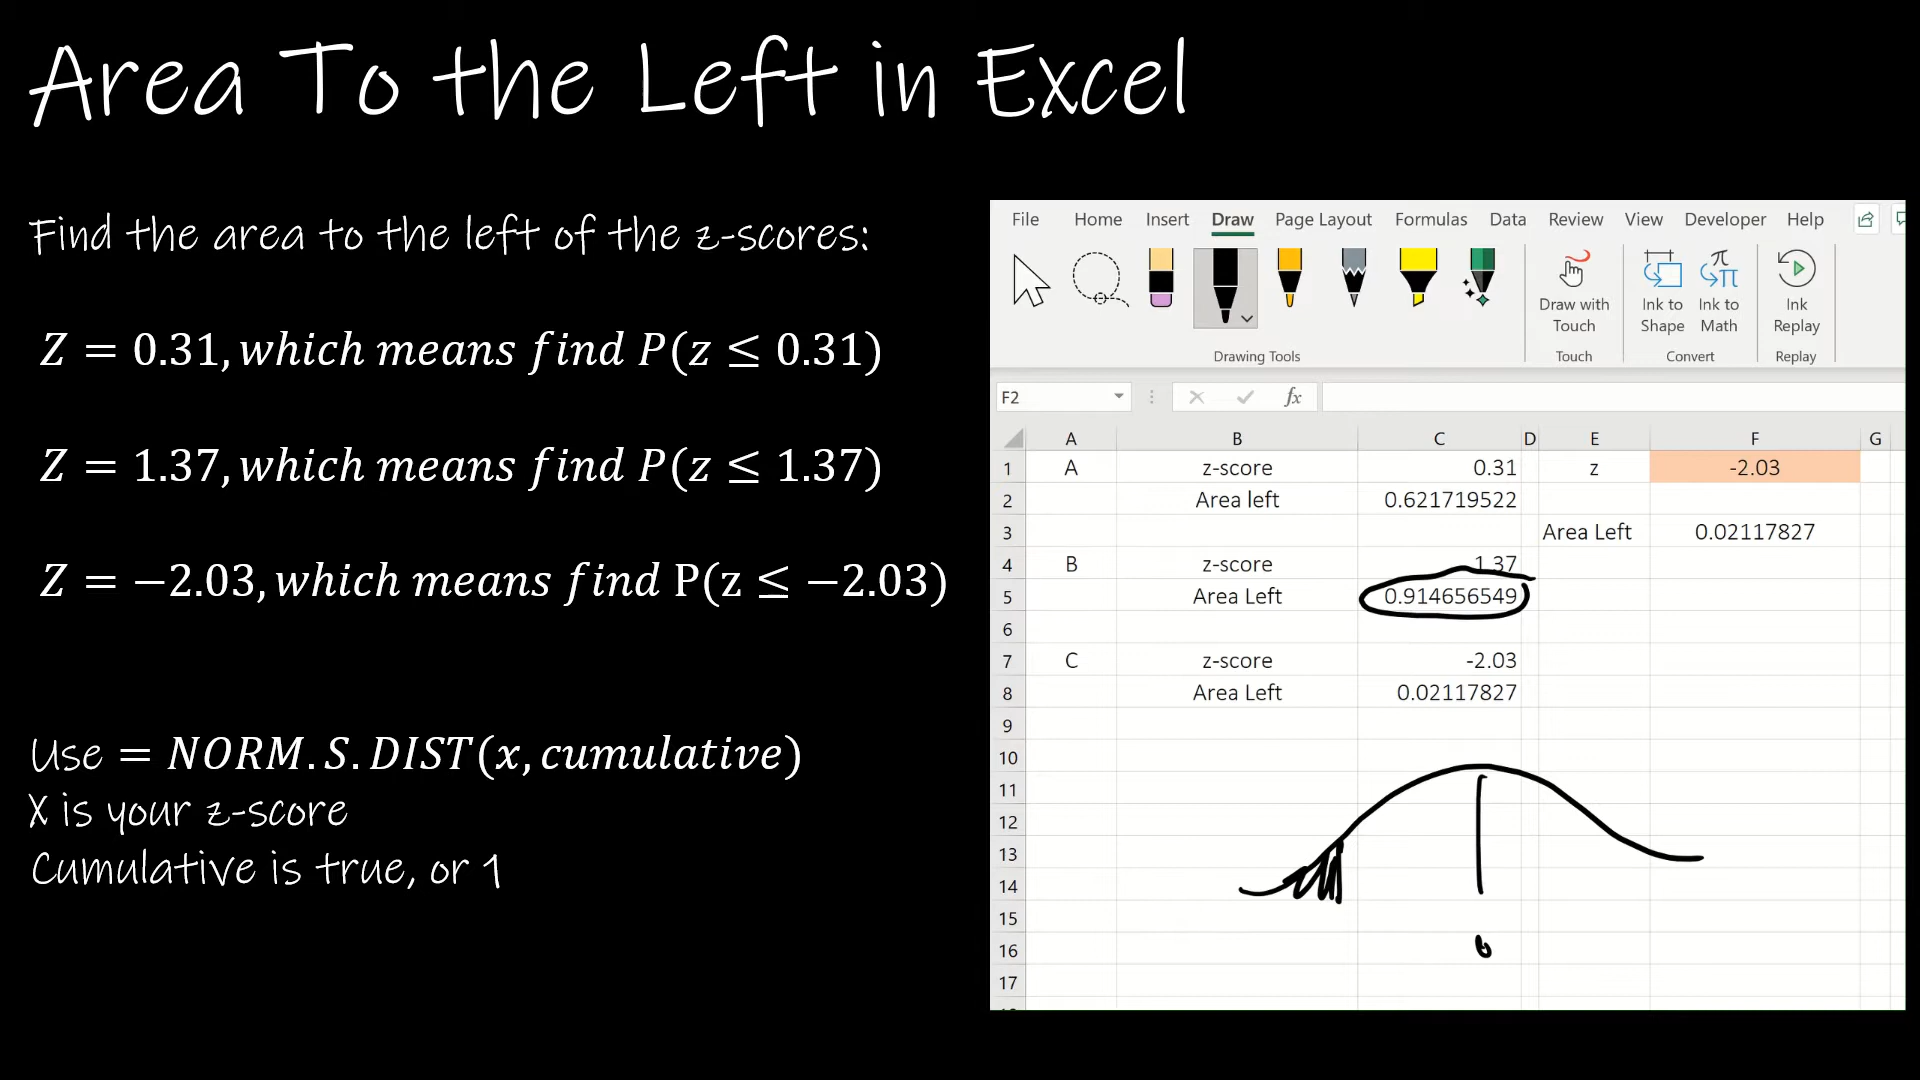 Area To the Left in Excel
Find the area to the left of the z-scores:
Z = 0.31, which means find P(z ≤ 0.31)
Z = 1.37, which means find P(z ≤ 1.37)
Z = −2.03, which means find P(z ≤ −2.03)
Use = NORM.S.DIST(x, cumulative)
X is your z-score
Cumulative is true, or 1
File Home Insert Draw Page Layout Formulas Data Review View Developer Help
Draw with Touch
Ink to Shape
Ink to Math
Ink Replay
Drawing Tools Touch Convert Replay
F2 fx
A B C D E F G
1 A z-score 0.31 z -2.03
2 Area left 0.621719522
3 Area Left 0.02117827
4 B z-score 1.37
5 Area Left 0.914656549
6
7 C z-score -2.03
8 Area Left 0.02117827
9
10
11
12
13
14
15
16 0
17